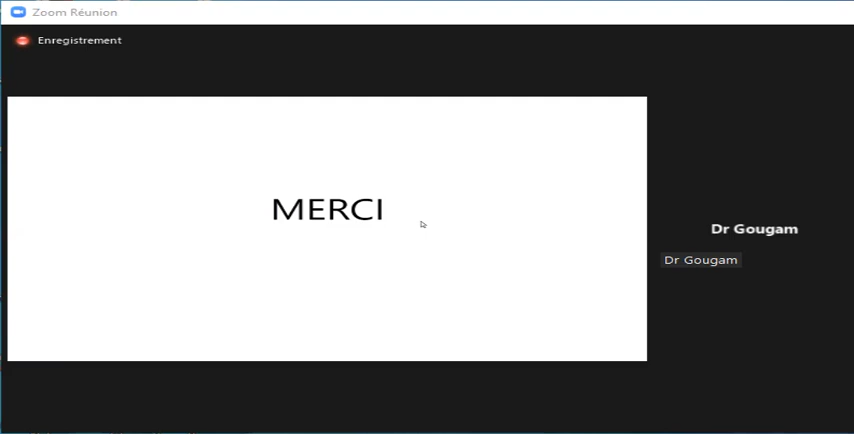 Zoom Réunion
Enregistrement
MERCI
Dr Gougam
Dr Gougam